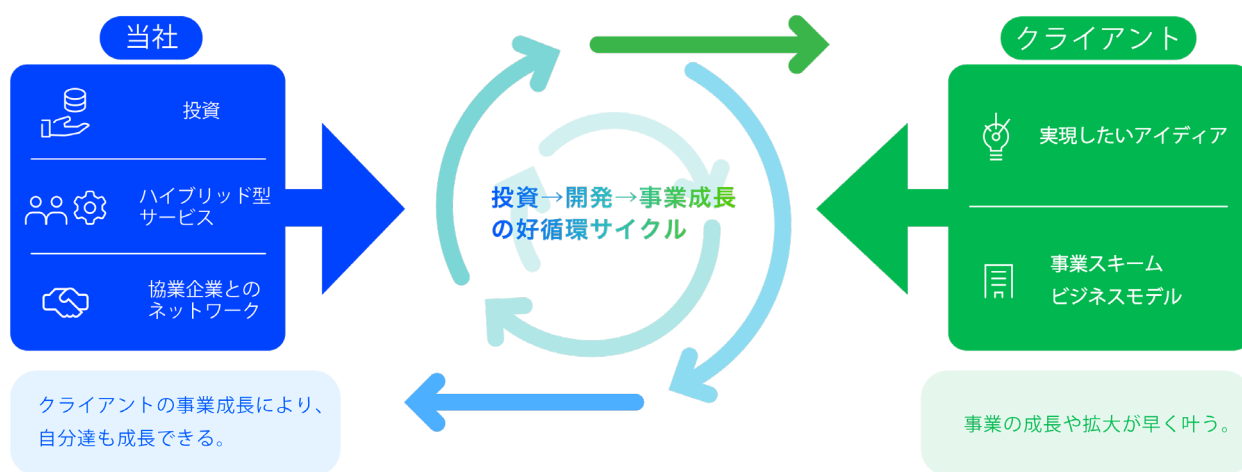 当社
投資
ハイブリッド型
サービス
協業企業との
ネットワーク
クライアントの事業成長により、
自分達も成長できる。
投資→開発→事業成長
の好循環サイクル
クライアント
実現したいアイディア
事業スキーム
ビジネスモデル
事業の成長や拡大が早く叶う。